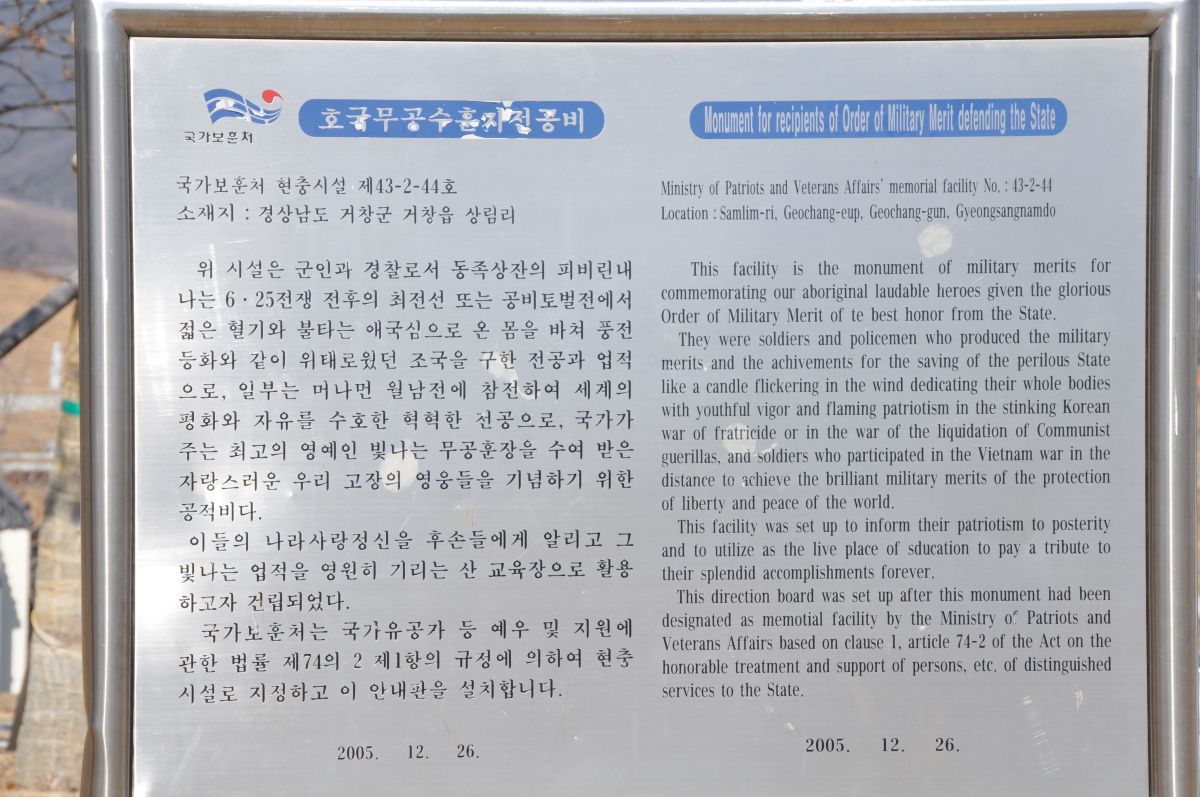 국가보훈처
호국무공수훈자전공비
국가보훈처 현충시설 제43-2-44호
소재지 : 경상남도 거창군 거창읍 상림리
위 시설은 군인과 경찰로서 동족상잔의 피비린내
나는 6·25전쟁 전후의 최전선 또는 공비토벌전에서
젊은 혈기와 불타는 애국심으로 온 몸을 바쳐 풍전
등화와 같이 위태로웠던 조국을 구한 전공과 업적
으로, 일부는 머나먼 월남전에 참전하여 세계의
평화와 자유를 수호한 혁혁한 전공으로, 국가가
주는 최고의 영예인 빛나는 무공훈장을 수여 받은
자랑스러운 우리 고장의 영웅들을 기념하기 위한
공적비다.
이들의 나라사랑정신을 후손들에게 알리고 그
빛나는 업적을 영원히 기리는 산 교육장으로 활용
하고자 건립되었다.
국가보훈처는 국가유공가 등 예우 및 지원에
관한 법률 제74의 2 제1항의 규정에 의하여 현충
시설로 지정하고 이 안내판을 설치합니다.
2005. 12. 26.
Monument for recipients of Order of Military Merit defending the State
Ministry of Patriots and Veterans Affairs' memorial facility No. : 43-2-44
Location : Samlim-ri, Geochang-eup, Geochang-gun, Gyeongsangnamdo
This facility is the monument of military merits for
commemorating our aboriginal laudable heroes given the glorious
Order of Military Merit of te best honor from the State.
They were soldiers and policemen who produced the military
merits and the achivements for the saving of the perilous State
like a candle flickering in the wind dedicating their whole bodies
with youthful vigor and flaming patriotism in the stinking Korean
war of fratricide or in the war of the liquidation of Communist
guerillas, and soldiers who participated in the Vietnam war in the
distance to achieve the brilliant military merits of the protection
of liberty and peace of the world.
This facility was set up to inform their patriotism to posterity
and to utilize as the live place of sducation to pay a tribute to
their splendid accomplishments forever.
This direction board was set up after this monument had been
designated as memotial facility by the Ministry of Patriots and
Veterans Affairs based on clause 1, article 74-2 of the Act on the
honorable treatment and support of persons, etc. of distinguished
services to the State.
2005. 12. 26.